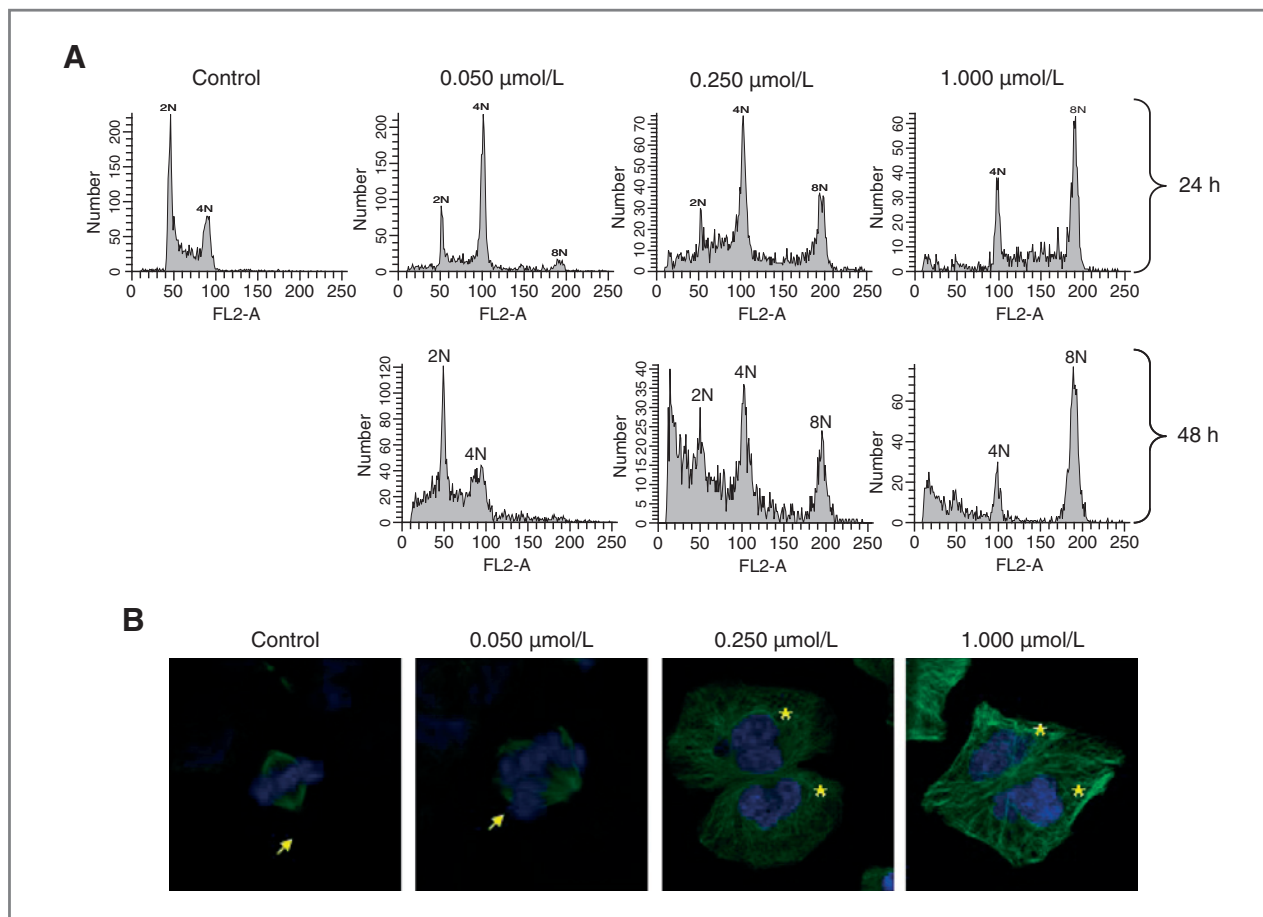 A
Control
0.050 µmol/L
0.250 µmol/L
1.000 µmol/L
2N
4N
Number
0
50
100
150
200
0 50 100 150 200 250
FL2-A
2N
4N
8N
Number
0
50
100
150
200
0 50 100 150 200 250
FL2-A
2N
4N
8N
Number
0 10 20 30 40 50 60 70
0 50 100 150 200 250
FL2-A
4N
8N
Number
0 10 20 30 40 50 60
0 50 100 150 200 250
FL2-A
24 h
2N
4N
Number
0 20 40 60 80 100 120
0 50 100 150 200 250
FL2-A
2N
4N
8N
Number
0 5 10 15 20 25 30 35 40
0 50 100 150 200 250
FL2-A
4N
8N
Number
0 20 40 60
0 50 100 150 200 250
FL2-A
48 h
B
Control
0.050 µmol/L
0.250 µmol/L
1.000 µmol/L